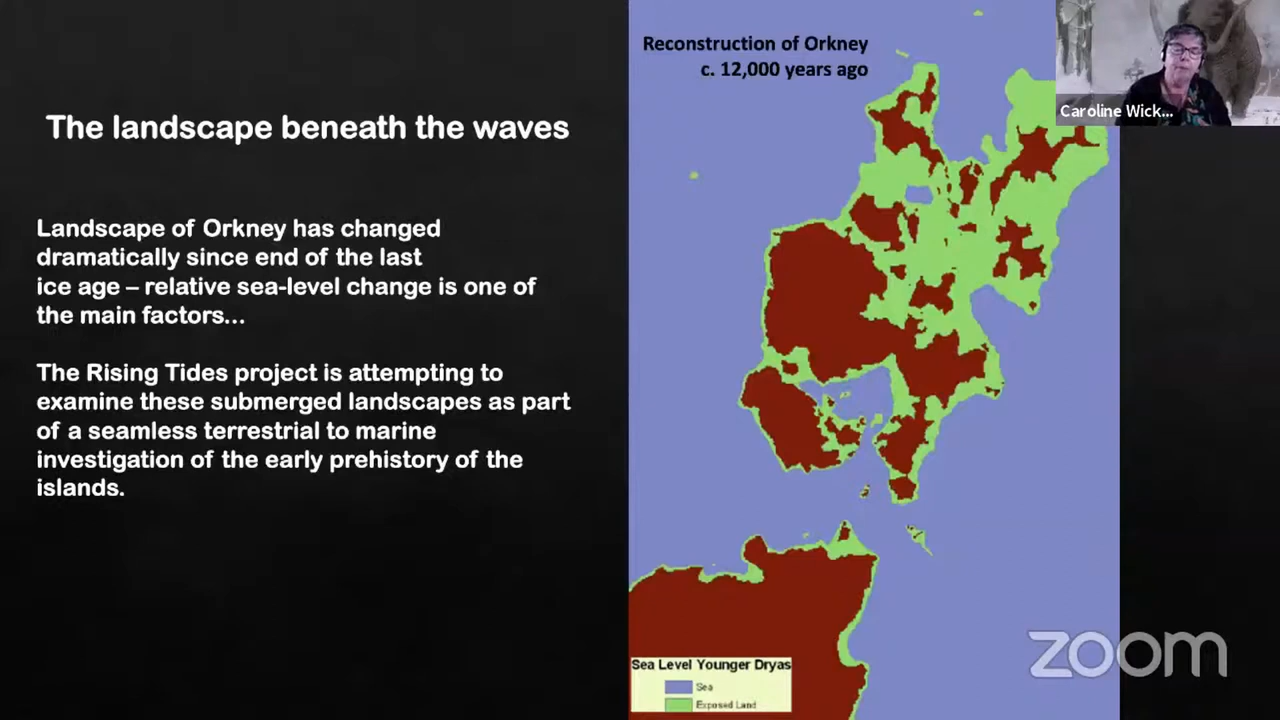 The landscape beneath the waves
Landscape of Orkney has changed
dramatically since end of the last
ice age – relative sea-level change is one of
the main factors...
The Rising Tides project is attempting to
examine these submerged landscapes as part
of a seamless terrestrial to marine
investigation of the early prehistory of the
islands.
Reconstruction of Orkney
c. 12,000 years ago
Caroline Wick...
Sea Level Younger Dryas
Sea
Exposed Land
zoom